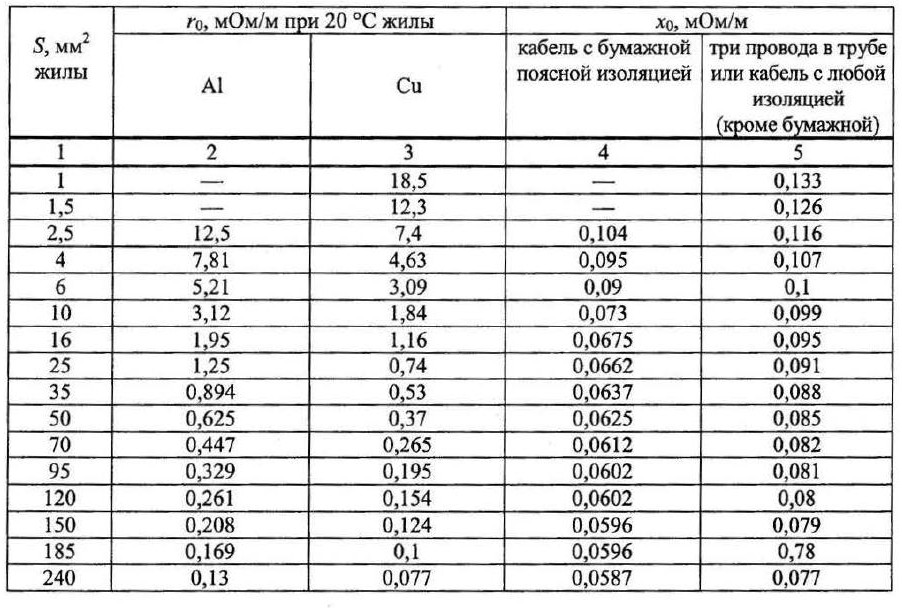 S, мм² жилы
r₀, мОм/м при 20 °С жилы
x₀, мОм/м
Al
Cu
кабель с бумажной поясной изоляцией
три провода в трубе или кабель с любой изоляцией (кроме бумажной)
1 2 3 4 5
1 — 18,5 — 0,133
1,5 — 12,3 — 0,126
2,5 12,5 7,4 0,104 0,116
4 7,81 4,63 0,095 0,107
6 5,21 3,09 0,09 0,1
10 3,12 1,84 0,073 0,099
16 1,95 1,16 0,0675 0,095
25 1,25 0,74 0,0662 0,091
35 0,894 0,53 0,0637 0,088
50 0,625 0,37 0,0625 0,085
70 0,447 0,265 0,0612 0,082
95 0,329 0,195 0,0602 0,081
120 0,261 0,154 0,0602 0,08
150 0,208 0,124 0,0596 0,079
185 0,169 0,1 0,0596 0,78
240 0,13 0,077 0,0587 0,077